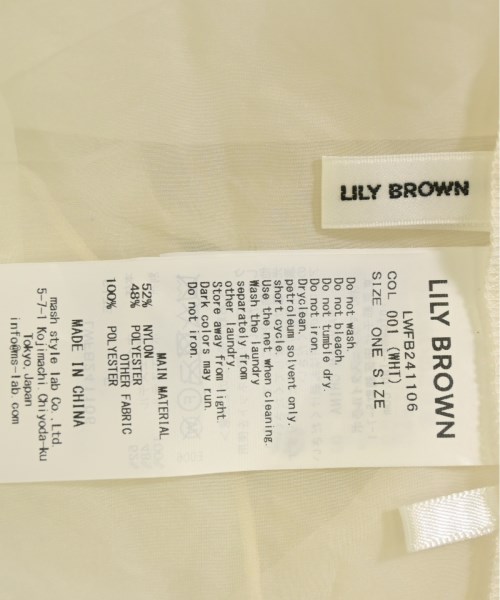 LILY BROWN
LILY BROWN
LWFB241106
COL 001 (WHI)
SIZE ONE SIZE
Do not wash.
Do not bleach.
Do not tumble dry.
Do not iron.
Dryclean.
petroleum solvent only.
short cycle.
Use the net when cleaning.
Wash the laundry
separately from
other laundry.
Store away from light.
Dark colors may run.
Do not iron.
MAIN MATERIAL
52% NYLON
48% POLYESTER
OTHER FABRIC
100% POLYESTER
MADE IN CHINA
mash style lab Co.,Ltd.
5-7-1 Kojimachi,Chiyoda-ku
Tokyo,Japan
info@ms-lab.com